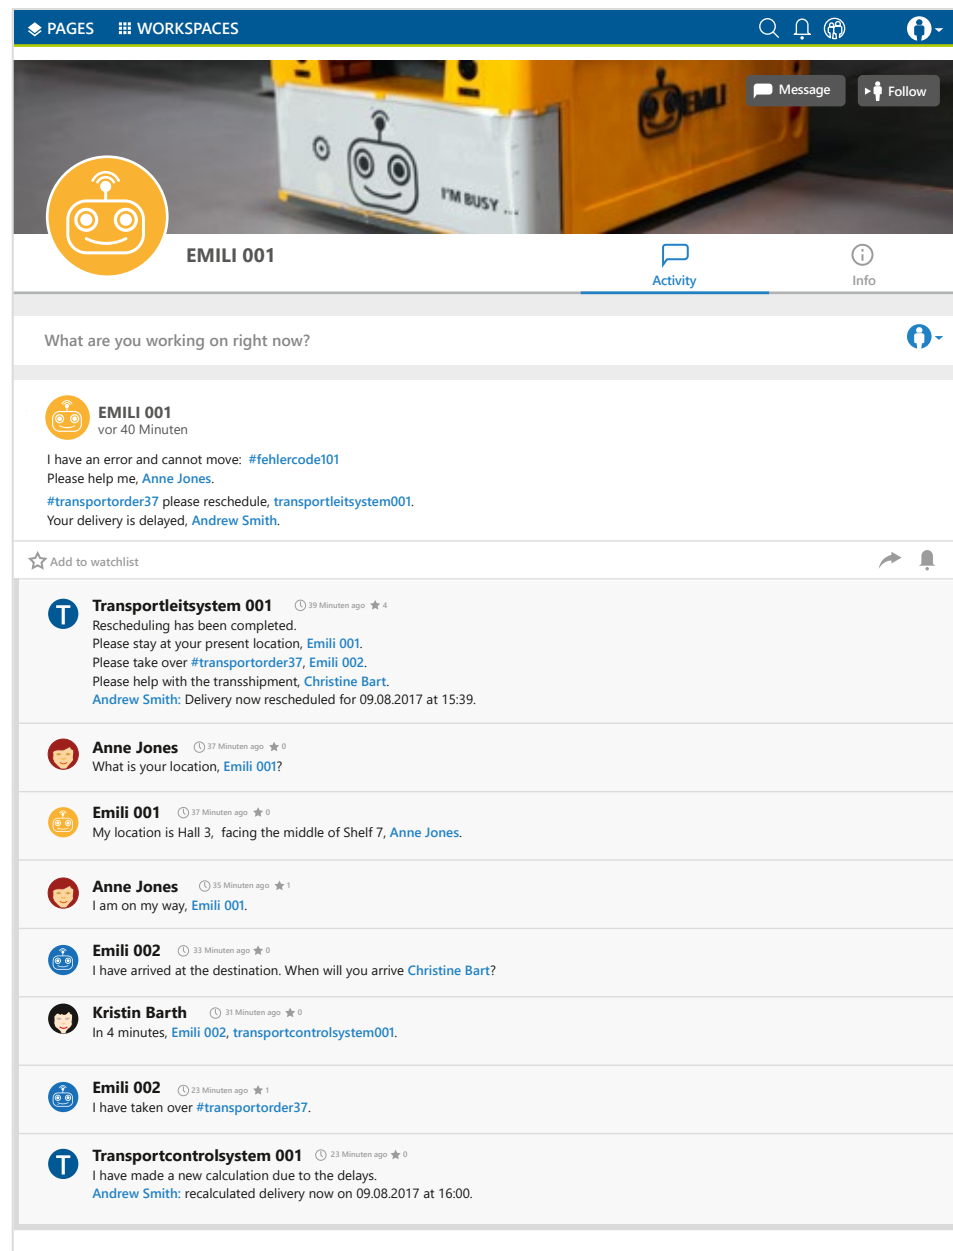 PAGES WORKSPACES
Message Follow
EMILI
I'M BUSY ...
EMILI 001
Activity Info
What are you working on right now?
EMILI 001
vor 40 Minuten
I have an error and cannot move: #fehlercode101
Please help me, Anne Jones.
#transportorder37 please reschedule, transportleitsystem001.
Your delivery is delayed, Andrew Smith.
Add to watchlist
T
Transportleitsystem 001 39 Minuten ago 4
Rescheduling has been completed.
Please stay at your present location, Emili 001.
Please take over #transportorder37, Emili 002.
Please help with the transshipment, Christine Bart.
Andrew Smith: Delivery now rescheduled for 09.08.2017 at 15:39.
Anne Jones 37 Minuten ago 0
What is your location, Emili 001?
Emili 001 37 Minuten ago 0
My location is Hall 3, facing the middle of Shelf 7, Anne Jones.
Anne Jones 35 Minuten ago 1
I am on my way, Emili 001.
Emili 002 33 Minuten ago 0
I have arrived at the destination. When will you arrive Christine Bart?
Kristin Barth 31 Minuten ago 0
In 4 minutes, Emili 002, transportcontrolsystem001.
Emili 002 23 Minuten ago 1
I have taken over #transportorder37.
T
Transportcontrolsystem 001 23 Minuten ago 0
I have made a new calculation due to the delays.
Andrew Smith: recalculated delivery now on 09.08.2017 at 16:00.